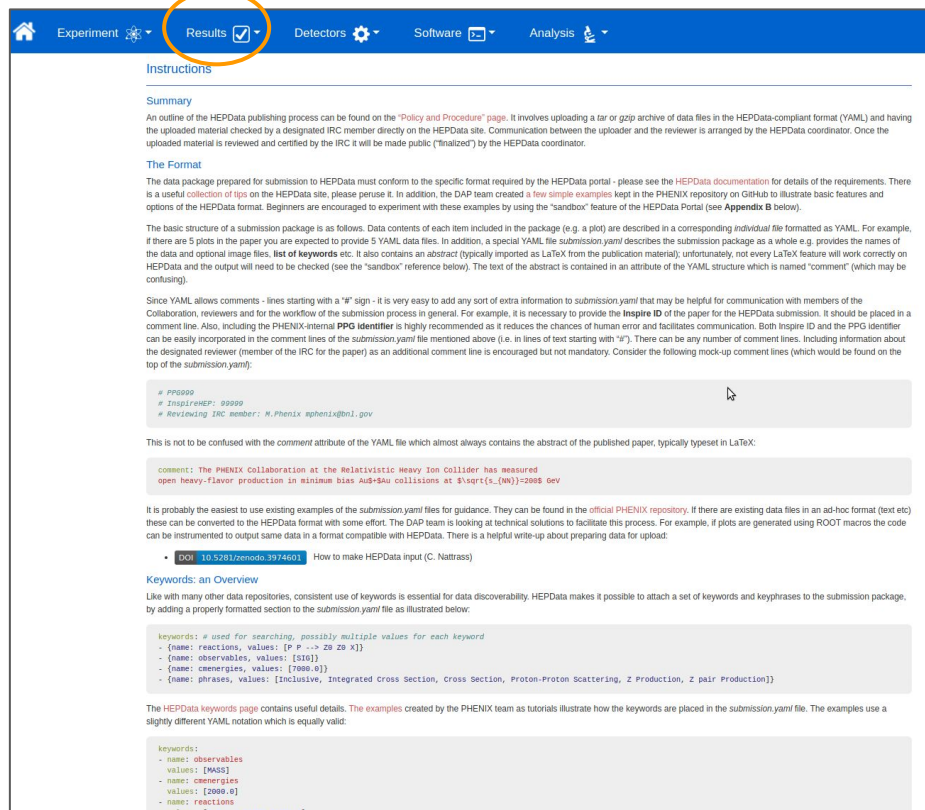 Experiment Results Detectors Software Analysis
Instructions
Summary
An outline of the HEPData publishing process can be found on the "Policy and Procedure" page. It involves uploading a tar or gzip archive of data files in the HEPData-compliant format (YAML) and having
the uploaded material checked by a designated IRC member directly on the HEPData site. Communication between the uploader and the reviewer is arranged by the HEPData coordinator. Once the
uploaded material is reviewed and certified by the IRC it will be made public ("finalized") by the HEPData coordinator.
The Format
The data package prepared for submission to HEPData must conform to the specific format required by the HEPData portal - please see the HEPData documentation for details of the requirements. There
is a useful collection of tips on the HEPData site, please peruse it. In addition, the DAP team created a few simple examples kept in the PHENIX repository on GitHub to illustrate basic features and
options of the HEPData format. Beginners are encouraged to experiment with these examples by using the "sandbox" feature of the HEPData Portal (see Appendix B below).
The basic structure of a submission package is as follows. Data contents of each item included in the package (e.g. a plot) are described in a corresponding individual file formatted as YAML. For example,
if there are 5 plots in the paper you are expected to provide 5 YAML data files. In addition, a special YAML file submission.yaml describes the submission package as a whole e.g. provides the names of
the data and optional image files, list of keywords etc. It also contains an abstract (typically imported as LaTeX from the publication material); unfortunately, not every LaTeX feature will work correctly on
HEPData and the output will need to be checked (see the "sandbox" reference below). The text of the abstract is contained in an attribute of the YAML structure which is named "comment" (which may be
confusing).
Since YAML allows comments - lines starting with a "#" sign - it is very easy to add any sort of extra information to submission.yaml that may be helpful for communication with members of the
Collaboration, reviewers and for the workflow of the submission process in general. For example, it is necessary to provide the Inspire ID of the paper for the HEPData submission. It should be placed in a
comment line. Also, including the PHENIX-internal PPG identifier is highly recommended as it reduces the chances of human error and facilitates communication. Both Inspire ID and the PPG identifier
can be easily incorporated in the comment lines of the submission.yaml file mentioned above (i.e. in lines of text starting with "#"). There can be any number of comment lines. Including information about
the designated reviewer (member of the IRC for the paper) as an additional comment line is encouraged but not mandatory. Consider the following mock-up comment lines (which would be found on the
top of the submission.yaml):
# PPG999
# InspireHEP: 99999
# Reviewing IRC member: M.Phenix mphenix@bnl.gov
This is not to be confused with the comment attribute of the YAML file which almost always contains the abstract of the published paper, typically typeset in LaTeX:
comment: The PHENIX Collaboration at the Relativistic Heavy Ion Collider has measured
open heavy-flavor production in minimum bias Au$+$Au collisions at $\sqrt{s_{NN}}=200$ GeV
It is probably the easiest to use existing examples of the submission.yaml files for guidance. They can be found in the official PHENIX repository. If there are existing data files in an ad-hoc format (text etc)
these can be converted to the HEPData format with some effort. The DAP team is looking at technical solutions to facilitate this process. For example, if plots are generated using ROOT macros the code
can be instrumented to output same data in a format compatible with HEPData. There is a helpful write-up about preparing data for upload:
• DOI 10.5281/zenodo.3974601 How to make HEPData input (C. Nattrass)
Keywords: an Overview
Like with many other data repositories, consistent use of keywords is essential for data discoverability. HEPData makes it possible to attach a set of keywords and keyphrases to the submission package,
by adding a properly formatted section to the submission.yaml file as illustrated below:
keywords: # used for searching, possibly multiple values for each keyword
- {name: reactions, values: [P P --> Z0 Z0 X]}
- {name: observables, values: [SIG]}
- {name: cmenergies, values: [7000.0]}
- {name: phrases, values: [Inclusive, Integrated Cross Section, Cross Section, Proton-Proton Scattering, Z Production, Z pair Production]}
The HEPData keywords page contains useful details. The examples created by the PHENIX team as tutorials illustrate how the keywords are placed in the submission.yaml file. The examples use a
slightly different YAML notation which is equally valid:
keywords:
- name: observables
values: [MASS]
- name: cmenergies
values: [2000.0]
- name: reactions